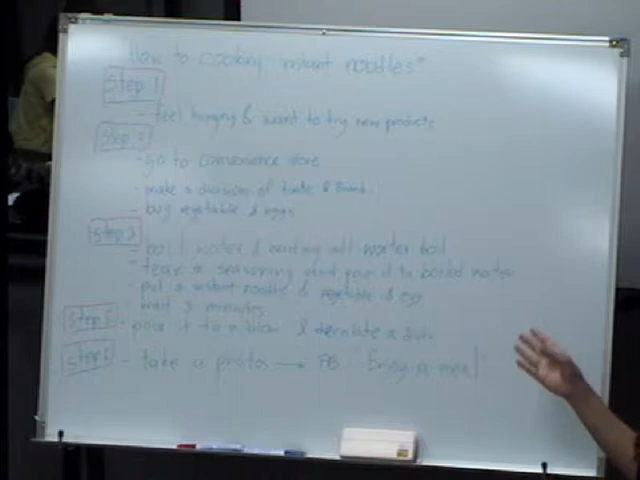 How to cooking instant noodles"
Step 1
- feel hungry & want to try new products
Step 2
- go to convenience store
- make a division of taste & Brand
- buy vegetable & eggs
Step 3
- boil water & waiting till water boil
- tear a seasoning and pour it to boiled water
- put a instant noodle & vegetable & egg
wait 3 minutes
Step 5 - pour it to a bowl & decorate a dish
Step 6 - take a photos → FB "Enjoy a meal"